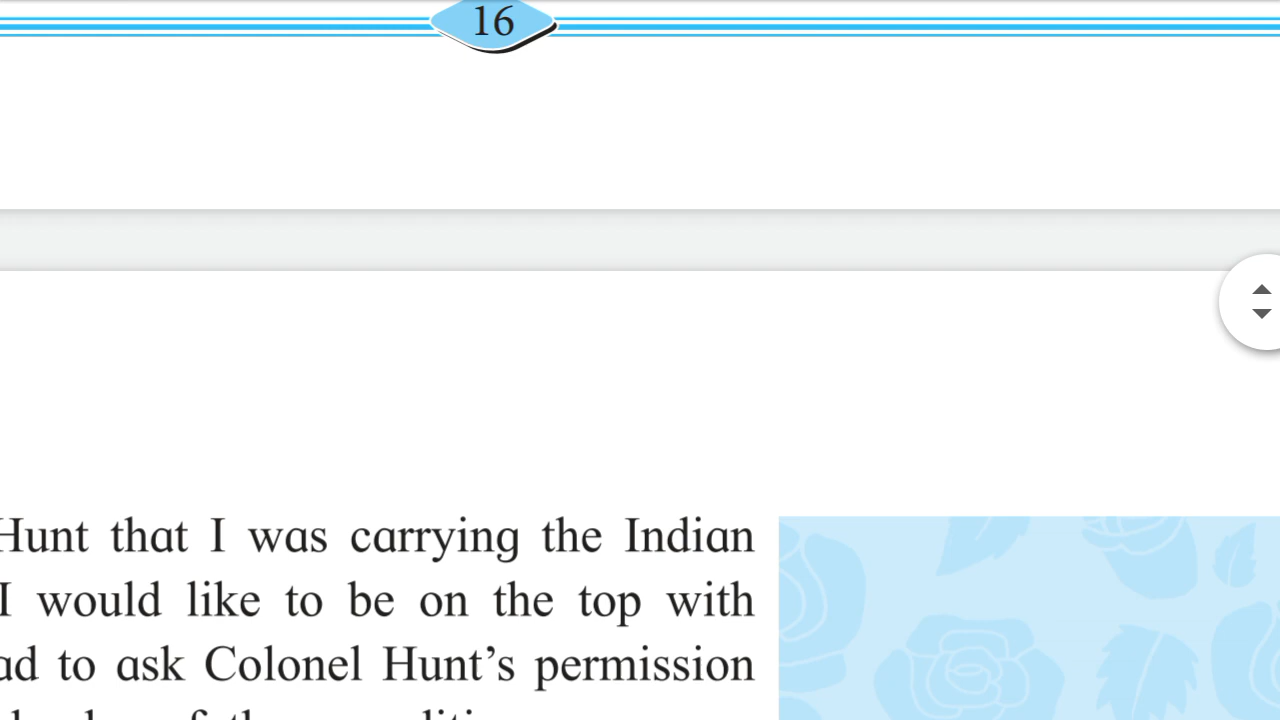 16
Hunt that I was carrying the Indian
I would like to be on the top with
ad to ask Colonel Hunt's permission